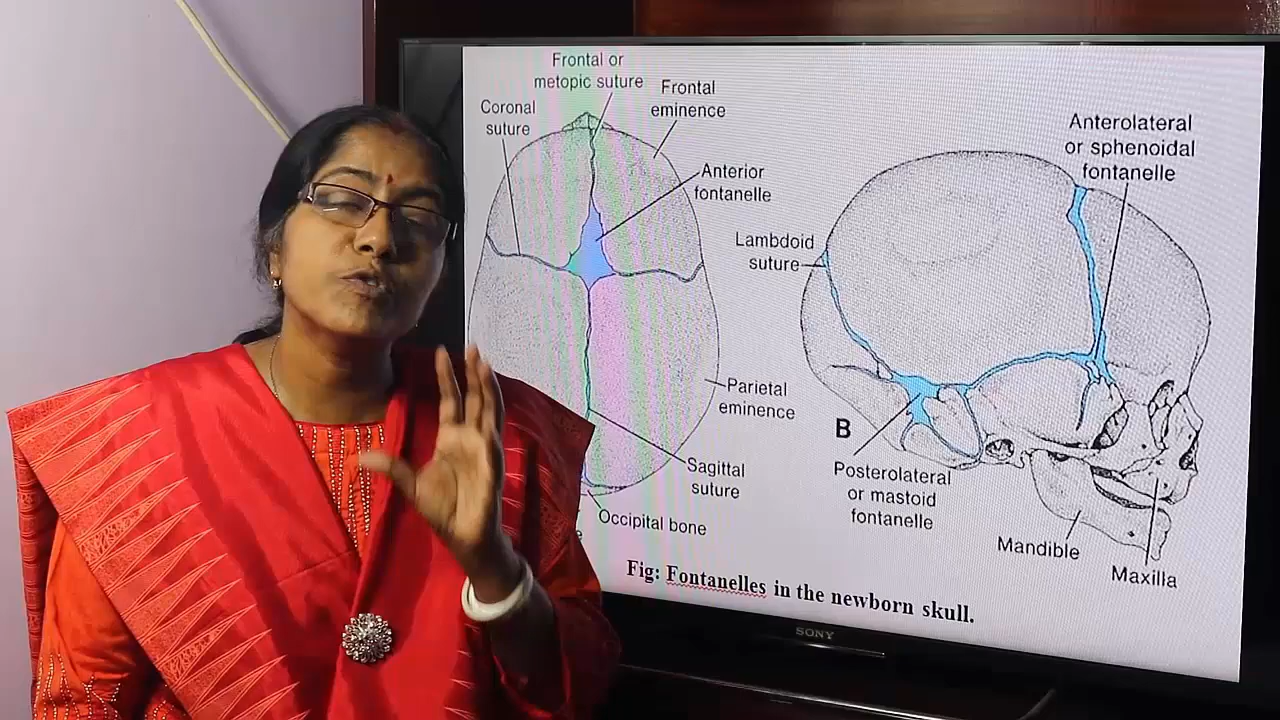 Frontal or
metopic suture
Frontal
eminence
Coronal
suture
Anterior
fontanelle
Parietal
eminence
Sagittal
suture
Occipital bone
e
Anterolateral
or sphenoidal
fontanelle
Lambdoid
suture
B
Posterolateral
or mastoid
fontanelle
Mandible
Maxilla
Fig: Fontanelles in the newborn skull.
SONY